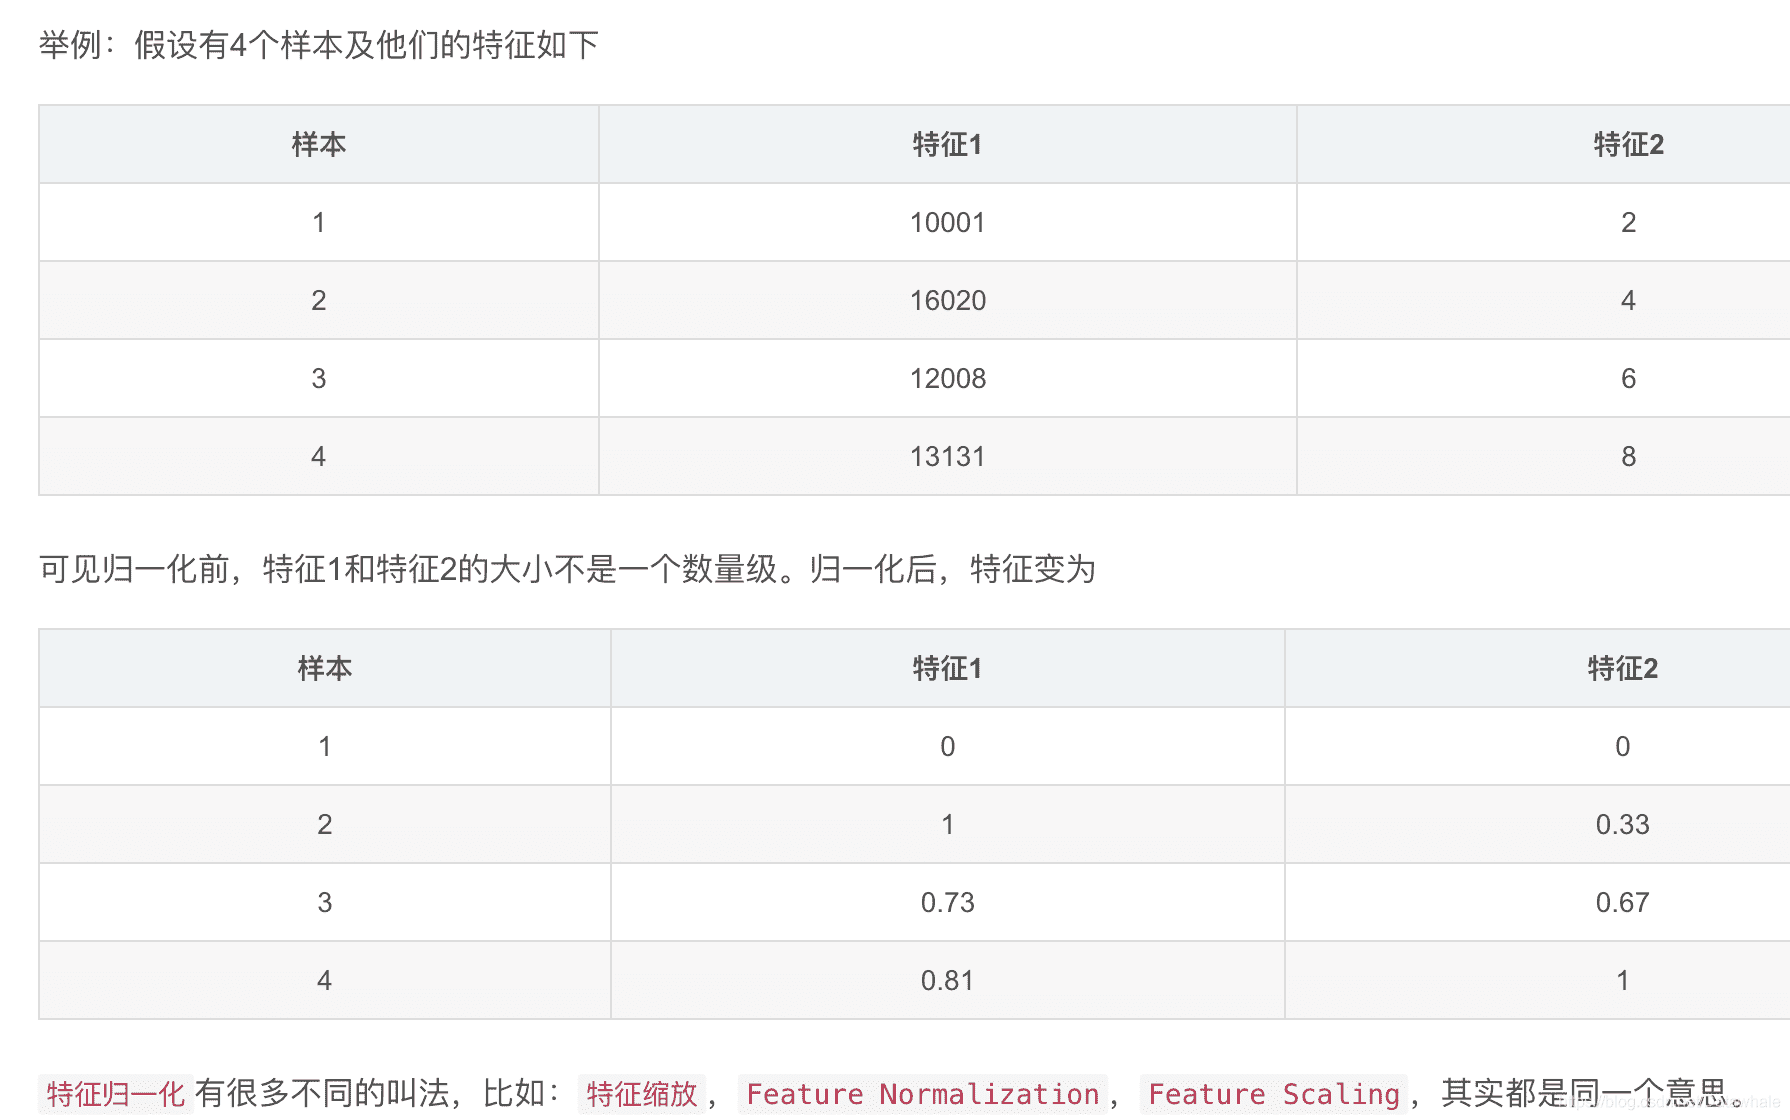 举例：假设有4个样本及他们的特征如下
样本 特征1 特征2
1 10001 2
2 16020 4
3 12008 6
4 13131 8
可见归一化前，特征1和特征2的大小不是一个数量级。归一化后，特征变为
样本 特征1 特征2
1 0 0
2 1 0.33
3 0.73 0.67
4 0.81 1
特征归一化有很多不同的叫法，比如：特征缩放，Feature Normalization，Feature Scaling，其实都是同一个意思。